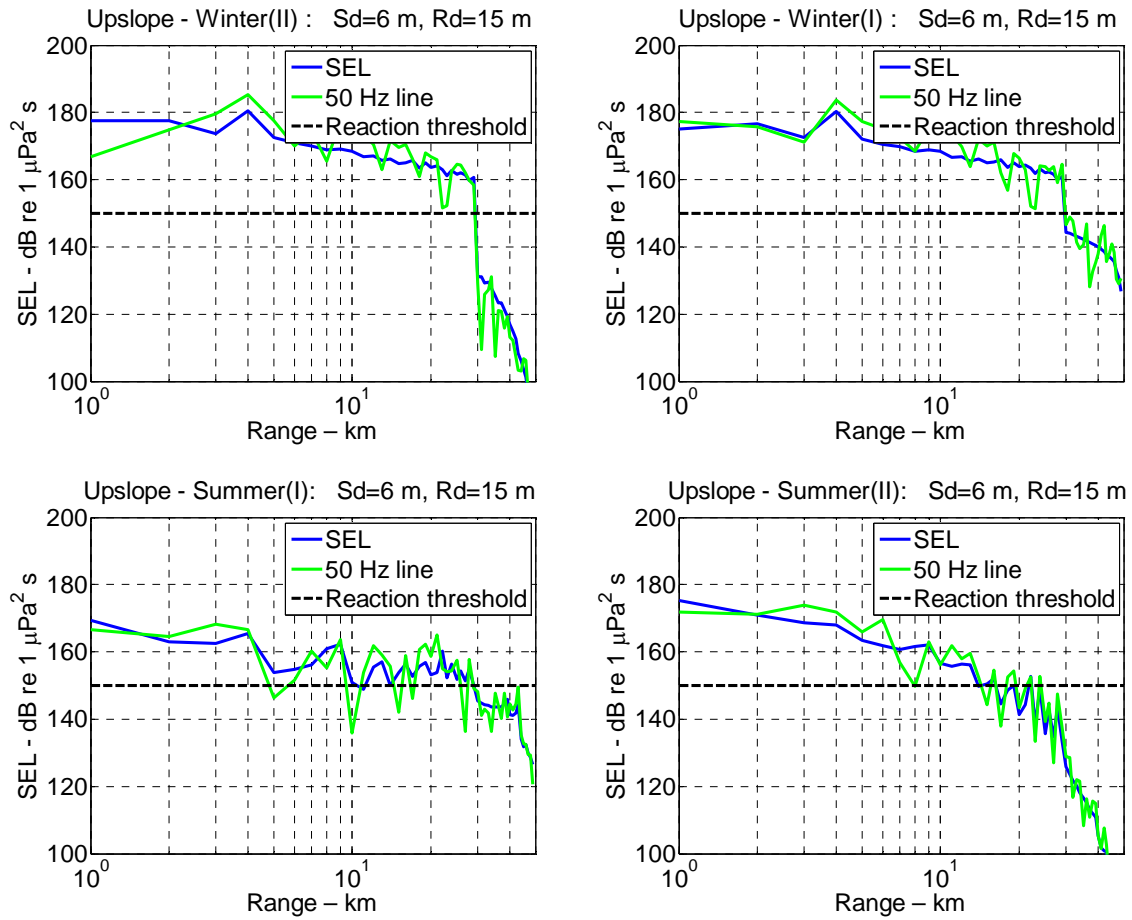 Upslope - Winter(II) : Sd=6 m, Rd=15 m
200
180
160
140
120
100
SEL - dB re 1 μPa² s
SEL
50 Hz line
Reaction threshold
10⁰
10¹
Range – km
Upslope - Winter(I) : Sd=6 m, Rd=15 m
200
180
160
140
120
100
SEL - dB re 1 μPa² s
SEL
50 Hz line
Reaction threshold
10⁰
10¹
Range – km
Upslope - Summer(I): Sd=6 m, Rd=15 m
200
180
160
140
120
100
SEL - dB re 1 μPa² s
SEL
50 Hz line
Reaction threshold
10⁰
10¹
Range – km
Upslope - Summer(II): Sd=6 m, Rd=15 m
200
180
160
140
120
100
SEL - dB re 1 μPa² s
SEL
50 Hz line
Reaction threshold
10⁰
10¹
Range – km